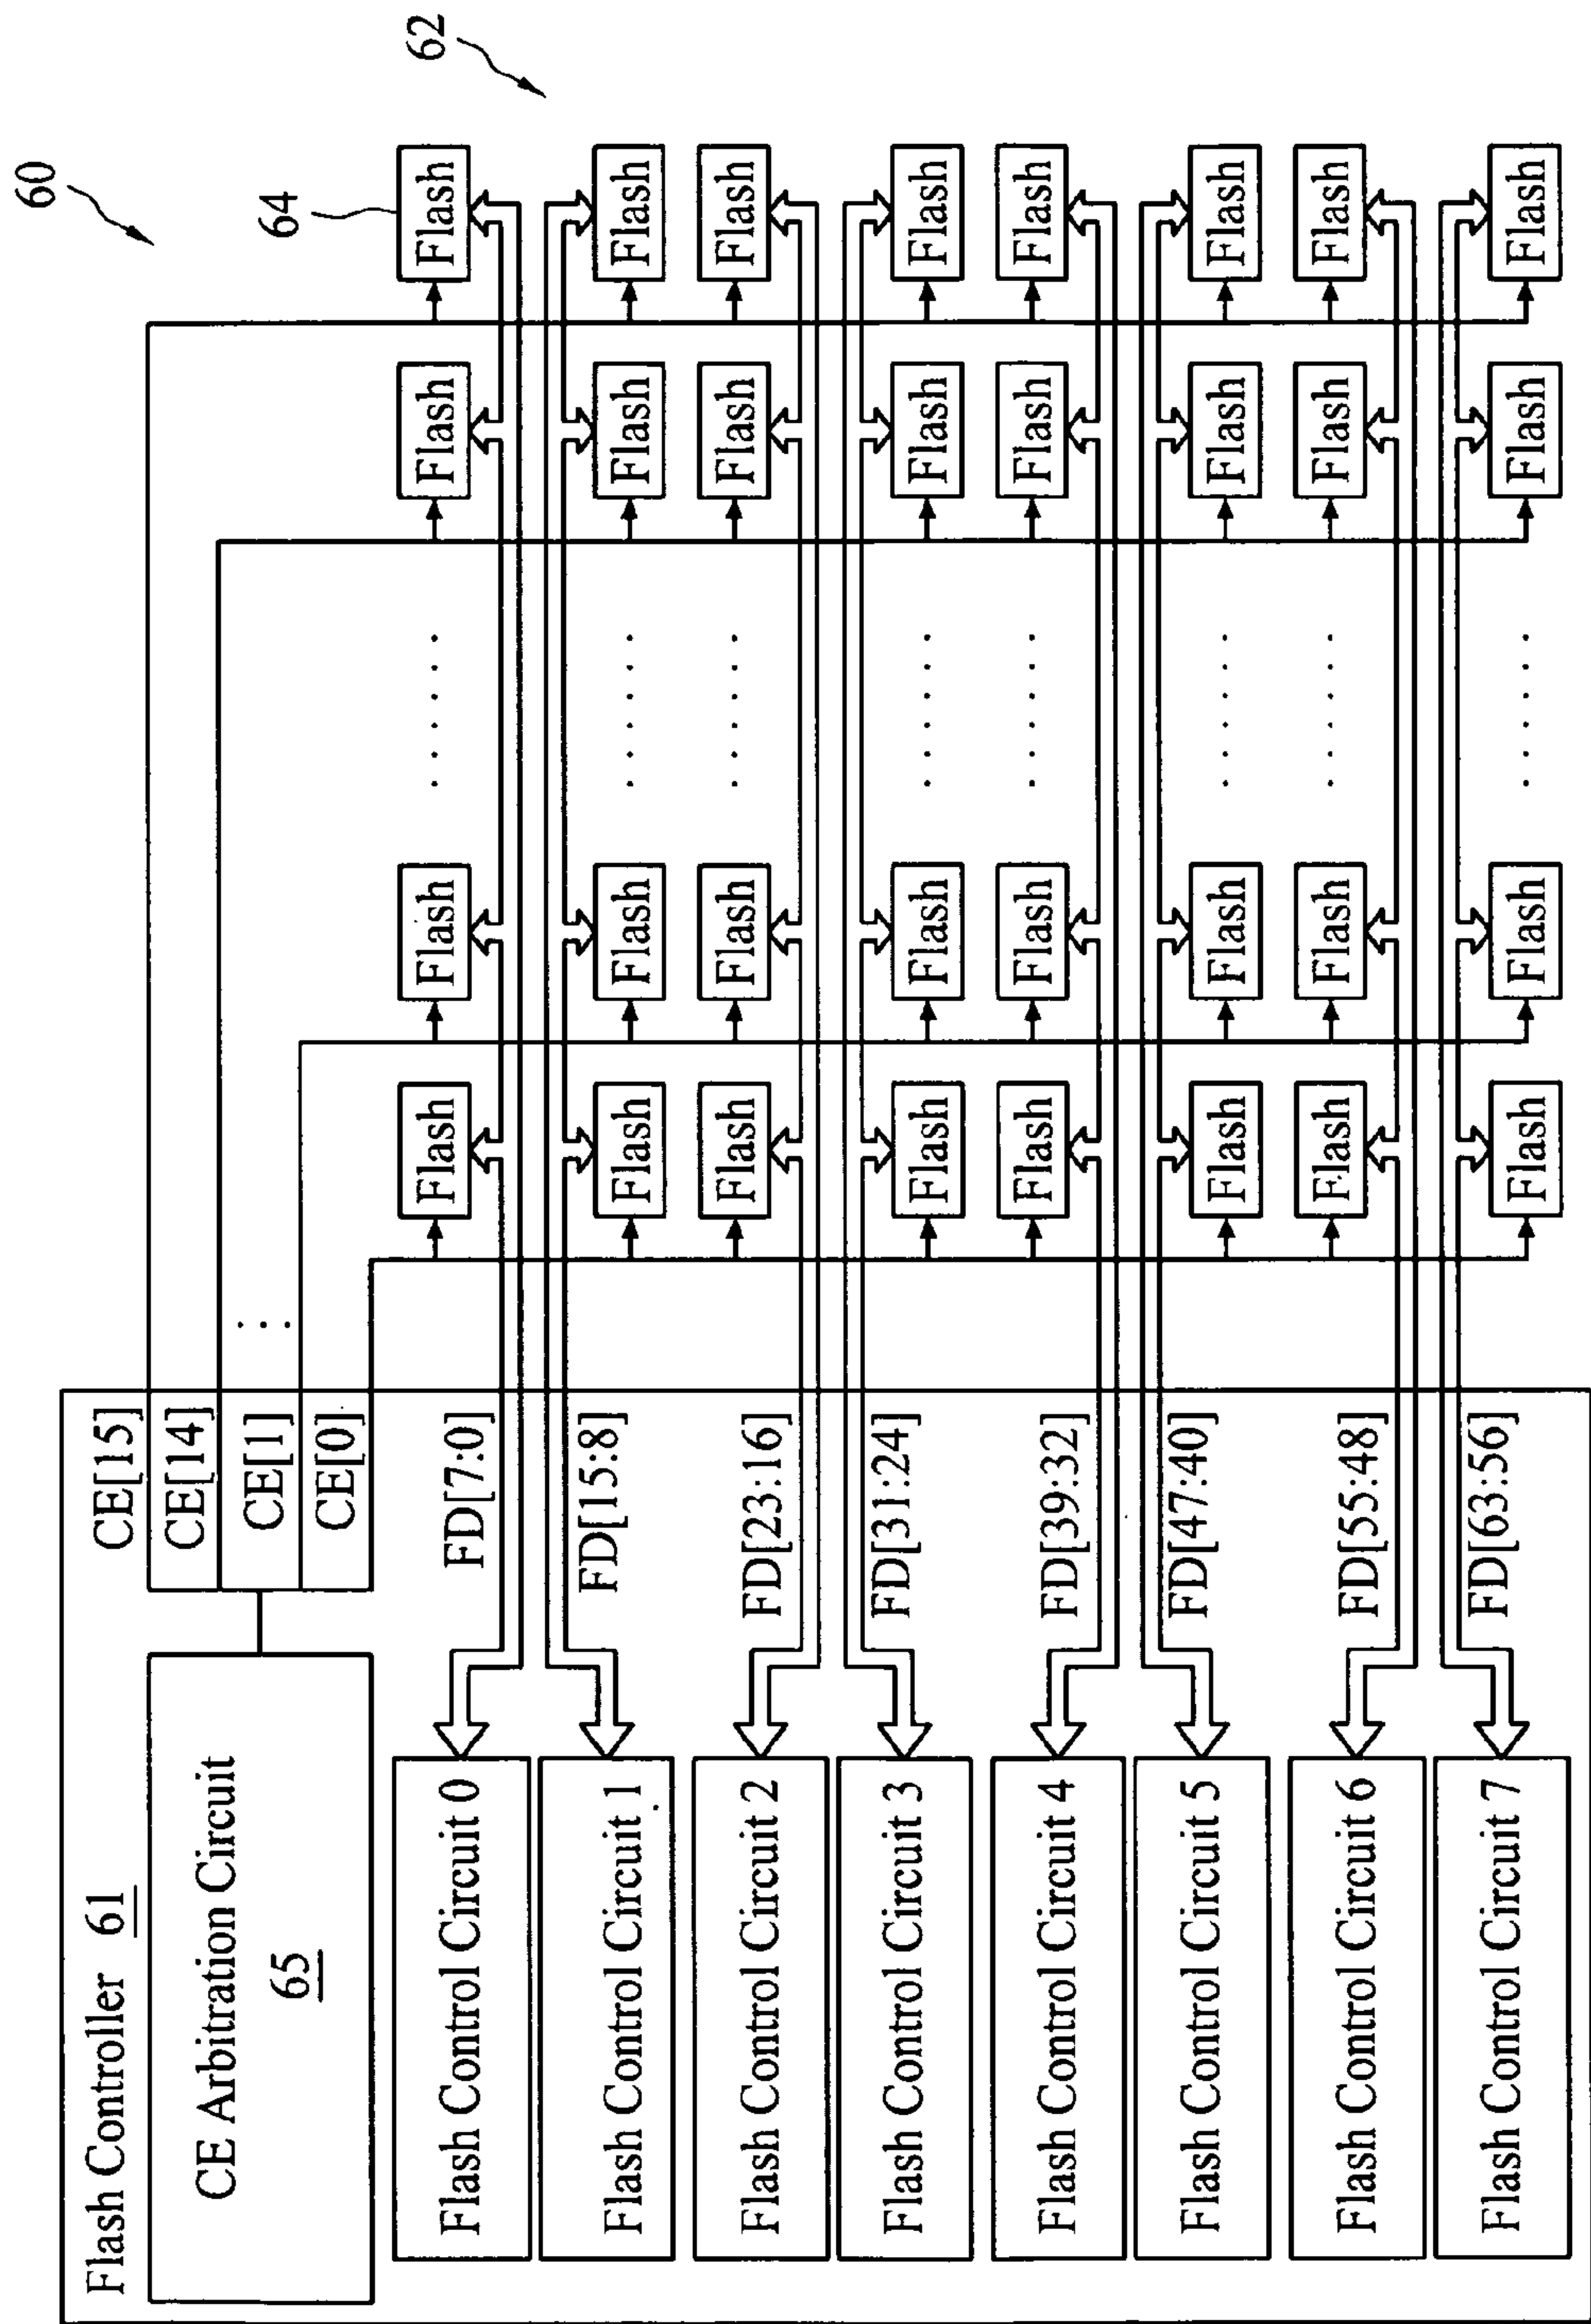 60
62
64
Flash Controller 61
CE Arbitration Circuit
65
CE[15]
CE[14]
⋮
CE[1]
CE[0]
Flash Control Circuit 0
FD[7:0]
Flash Flash ······ Flash Flash
Flash Control Circuit 1
FD[15:8]
Flash Flash ······ Flash Flash
Flash Control Circuit 2
FD[23:16]
Flash Flash ······ Flash Flash
Flash Control Circuit 3
FD[31:24]
Flash Flash ······ Flash Flash
Flash Control Circuit 4
FD[39:32]
Flash Flash ······ Flash Flash
Flash Control Circuit 5
FD[47:40]
Flash Flash ······ Flash Flash
Flash Control Circuit 6
FD[55:48]
Flash Flash ······ Flash Flash
Flash Control Circuit 7
FD[63:56]
Flash Flash ······ Flash Flash